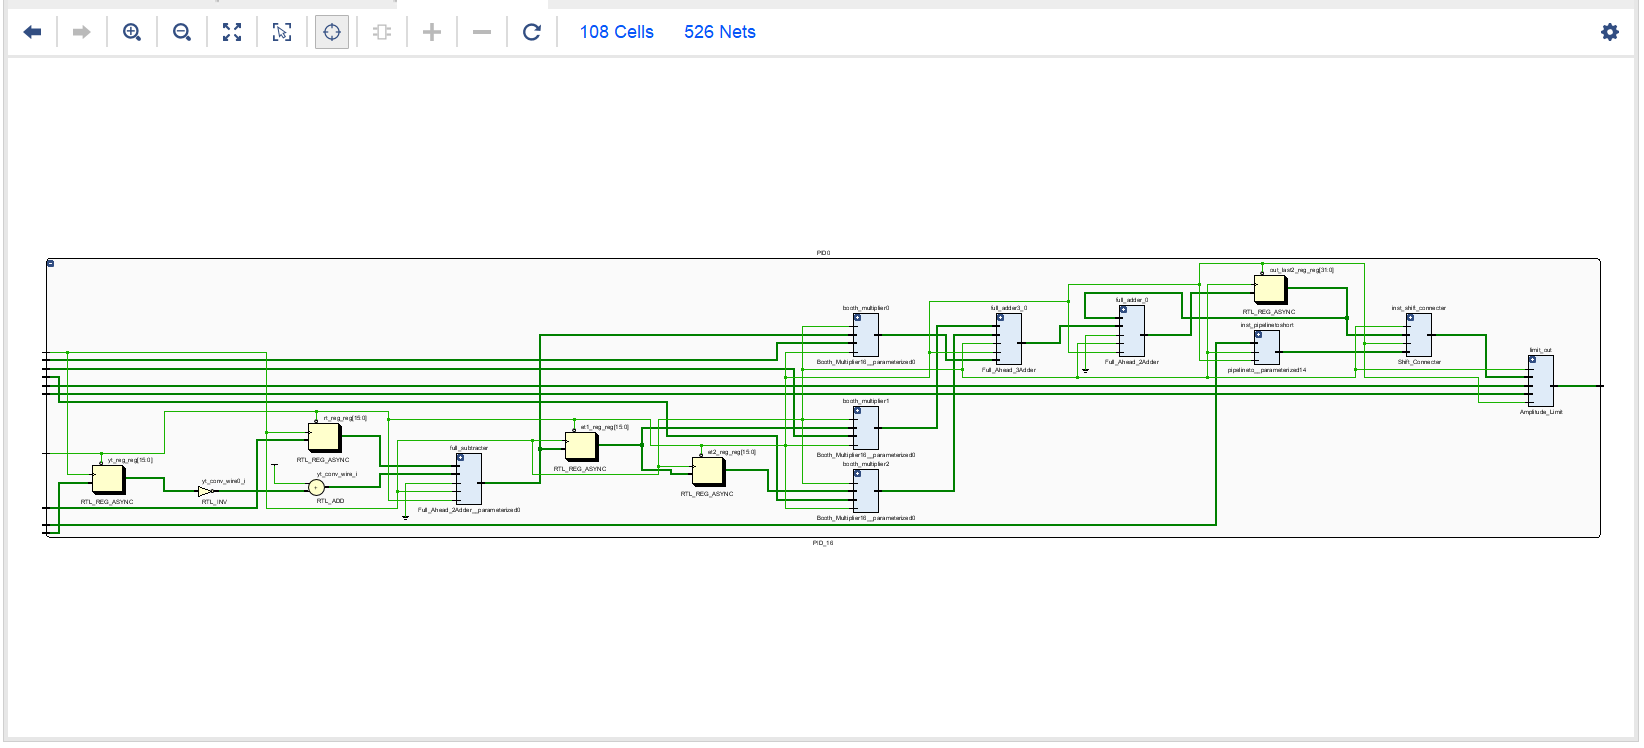 108 Cells
526 Nets
PID0
out_last2_reg_reg[31:0]
RTL_REG_ASYNC
full_adder_0
Full_Ahead_2Adder
booth_multiplier0
Booth_Multiplier16__parameterized0
full_adder3_0
Full_Ahead_3Adder
inst_shift_connecter
Shift_Connecter
inst_pipelinetoshort
pipelineto__parameterized14
limit_out
Amplitude_Limit
booth_multiplier1
Booth_Multiplier16__parameterized0
rt_reg_reg[15:0]
RTL_REG_ASYNC
et1_reg_reg[15:0]
RTL_REG_ASYNC
full_subtracter
Full_Ahead_2Adder__parameterized0
et2_reg_reg[15:0]
RTL_REG_ASYNC
yt_reg_reg[15:0]
RTL_REG_ASYNC
booth_multiplier2
Booth_Multiplier16__parameterized0
yt_conv_wire_i
+
RTL_ADD
yt_conv_wire0_i
RTL_INV
PID_16